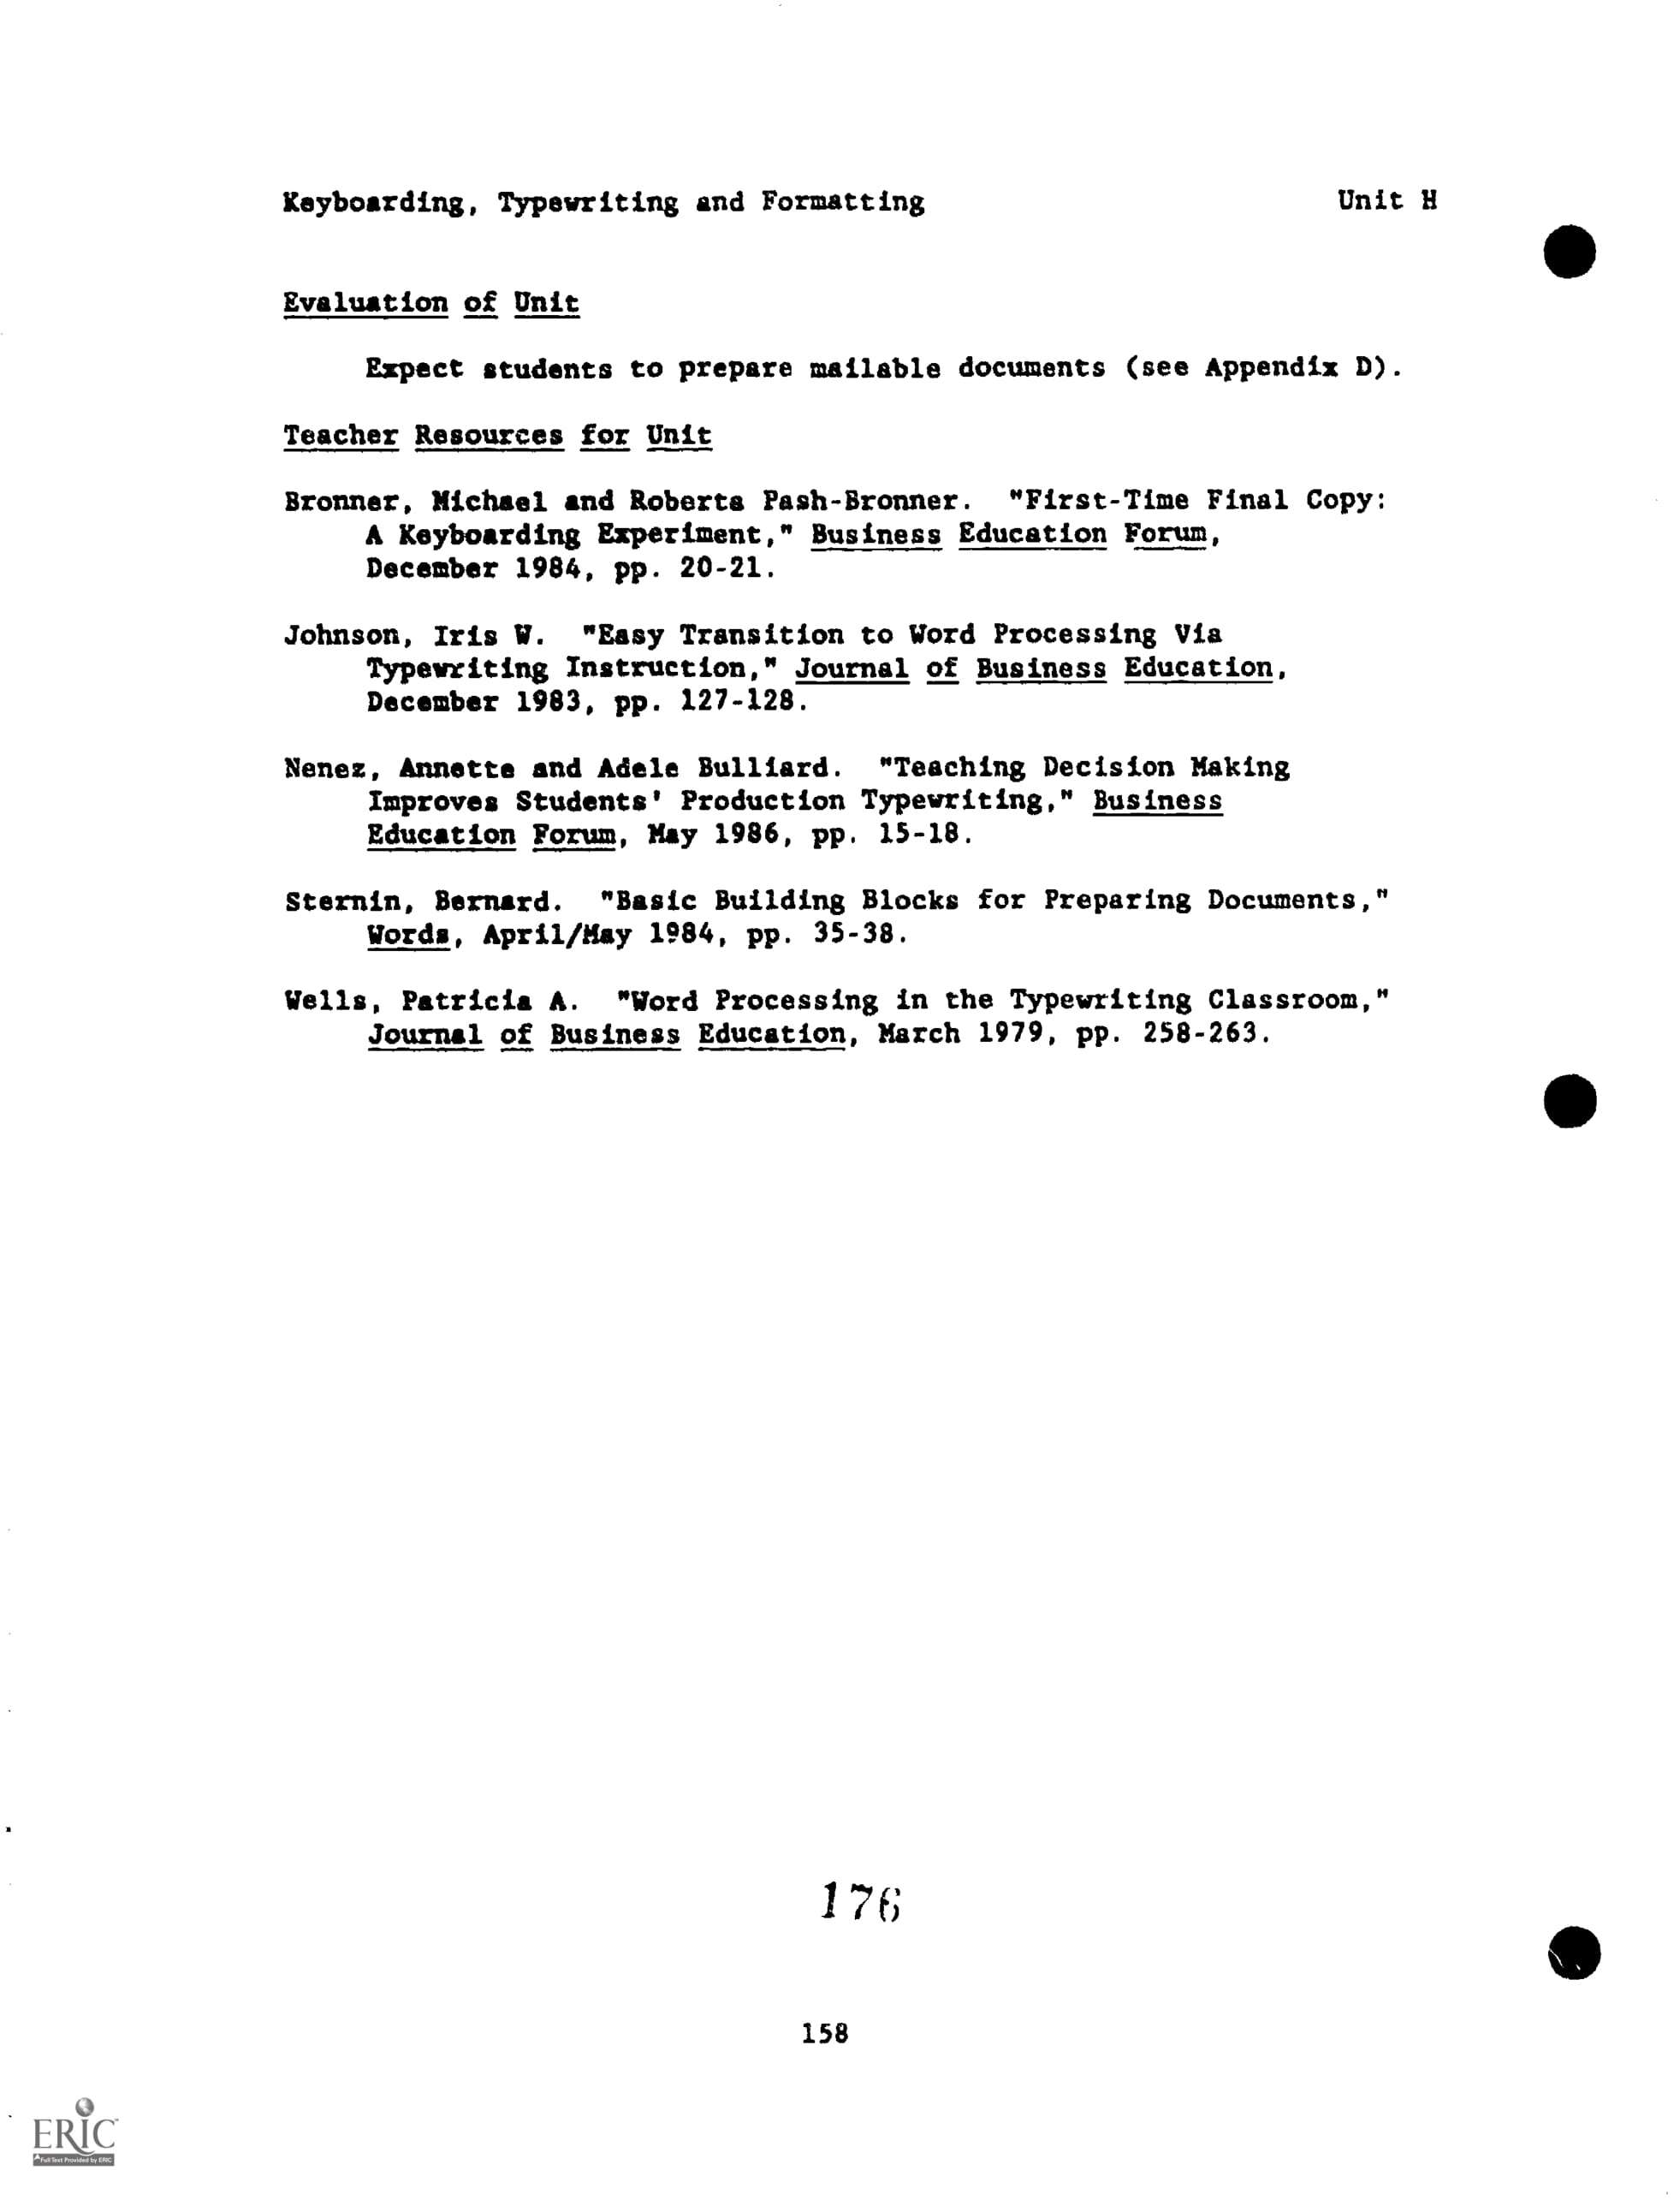 Keyboarding, Typewriting and Formatting Unit H
Evaluation of Unit
Expect students to prepare mailable documents (see Appendix D).
Teacher Resources for Unit
Bronner, Michael and Roberta Pash-Bronner. "First-Time Final Copy:
A Keyboarding Experiment," Business Education Forum,
December 1984, pp. 20-21.
Johnson, Iris W. "Easy Transition to Word Processing Via
Typewriting Instruction," Journal of Business Education,
December 1983, pp. 127-128.
Nenez, Annette and Adele Bulliard. "Teaching Decision Making
Improves Students' Production Typewriting," Business
Education Forum, May 1986, pp. 15-18.
Sternin, Bernard. "Basic Building Blocks for Preparing Documents,"
Words, April/May 1984, pp. 35-38.
Wells, Patricia A. "Word Processing in the Typewriting Classroom,"
Journal of Business Education, March 1979, pp. 258-263.
176
158
ERIC
Full Text Provided by ERIC